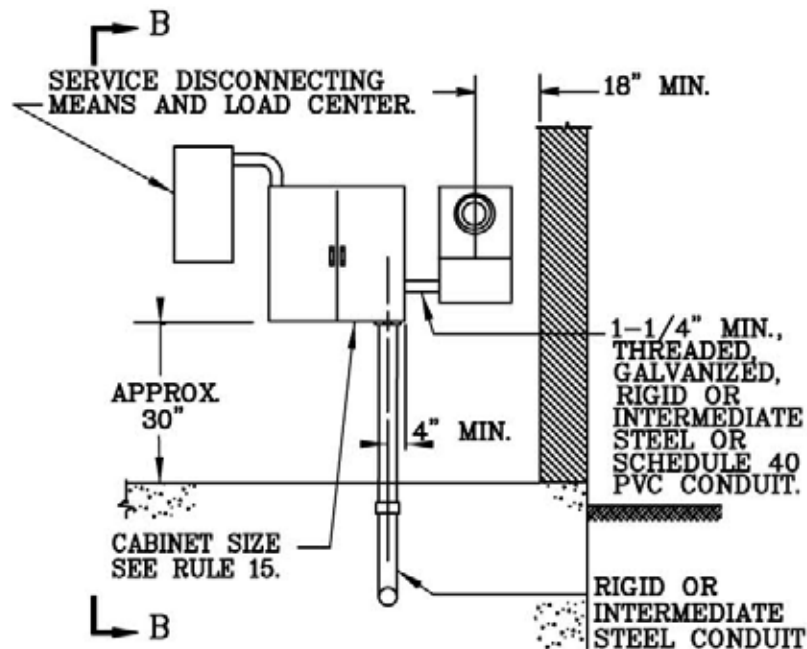 B
SERVICE DISCONNECTING
MEANS AND LOAD CENTER.
18" MIN.
1-1/4" MIN.,
THREADED,
GALVANIZED,
RIGID OR
INTERMEDIATE
STEEL OR
SCHEDULE 40
PVC CONDUIT.
APPROX.
30"
4" MIN.
CABINET SIZE
SEE RULE 15.
B
RIGID OR
INTERMEDIATE
STEEL CONDUIT